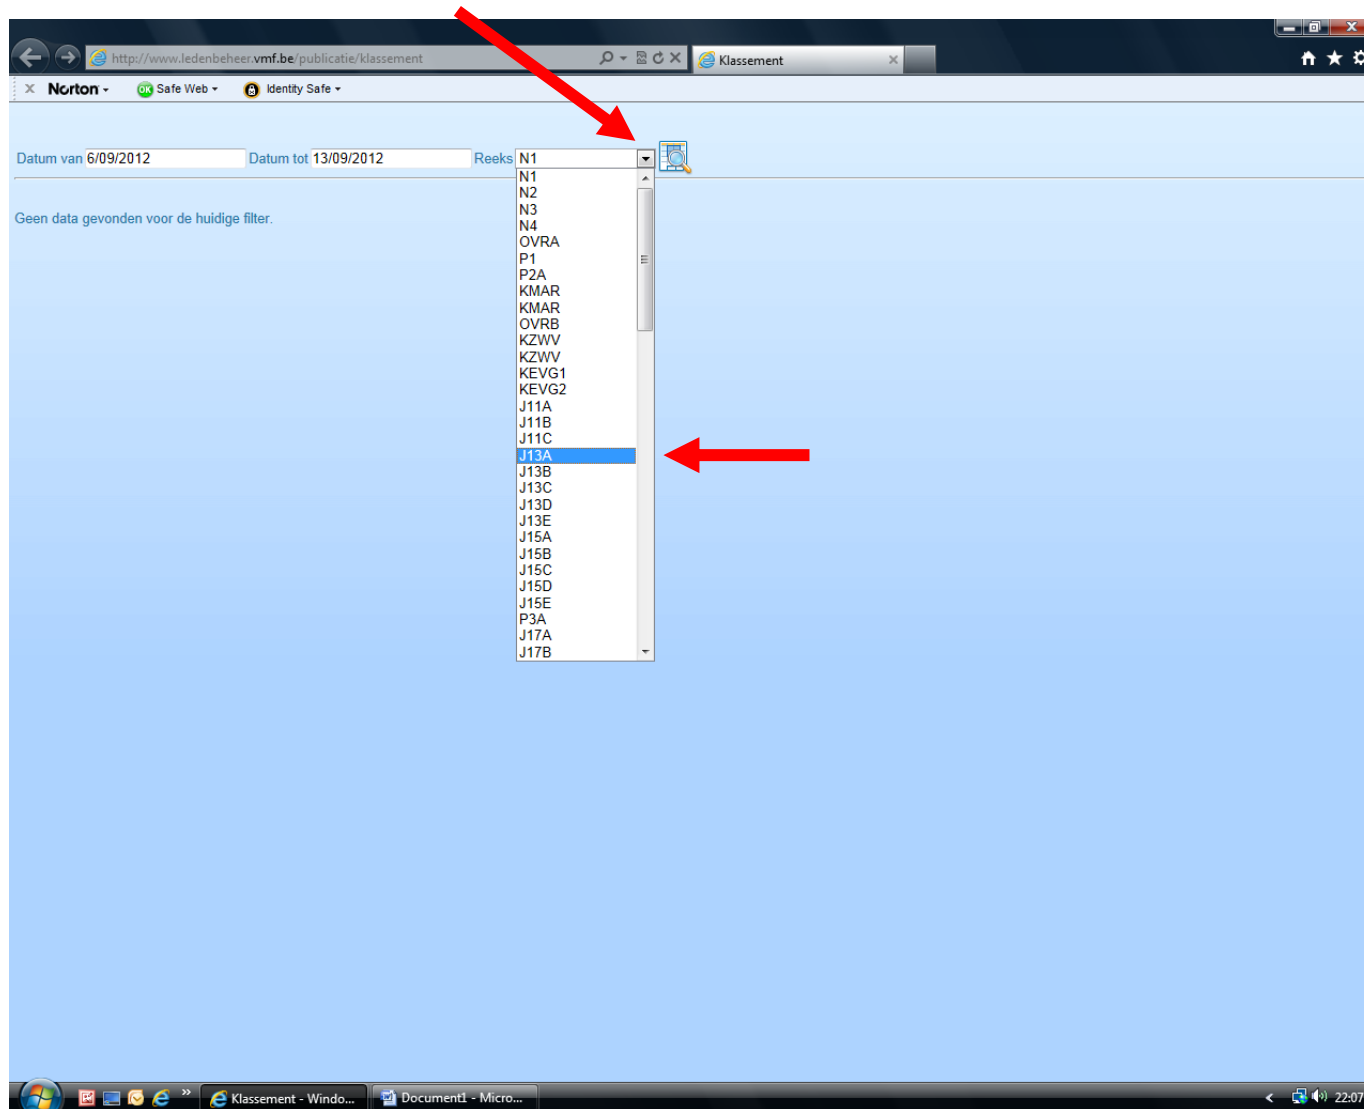 http://www.ledenbeheer.vmf.be/publicatie/klassement
Klassement
Norton
OK Safe Web
Identity Safe
Datum van 6/09/2012 Datum tot 13/09/2012 Reeks N1
N1
N2
N3
N4
OVRA
P1
P2A
KMAR
KMAR
OVRB
KZWV
KZWV
KEVG1
KEVG2
J11A
J11B
J11C
J13A
J13B
J13C
J13D
J13E
J15A
J15B
J15C
J15D
J15E
P3A
J17A
J17B
Geen data gevonden voor de huidige filter.
Klassement - Windo...
Document1 - Micro...
22:07